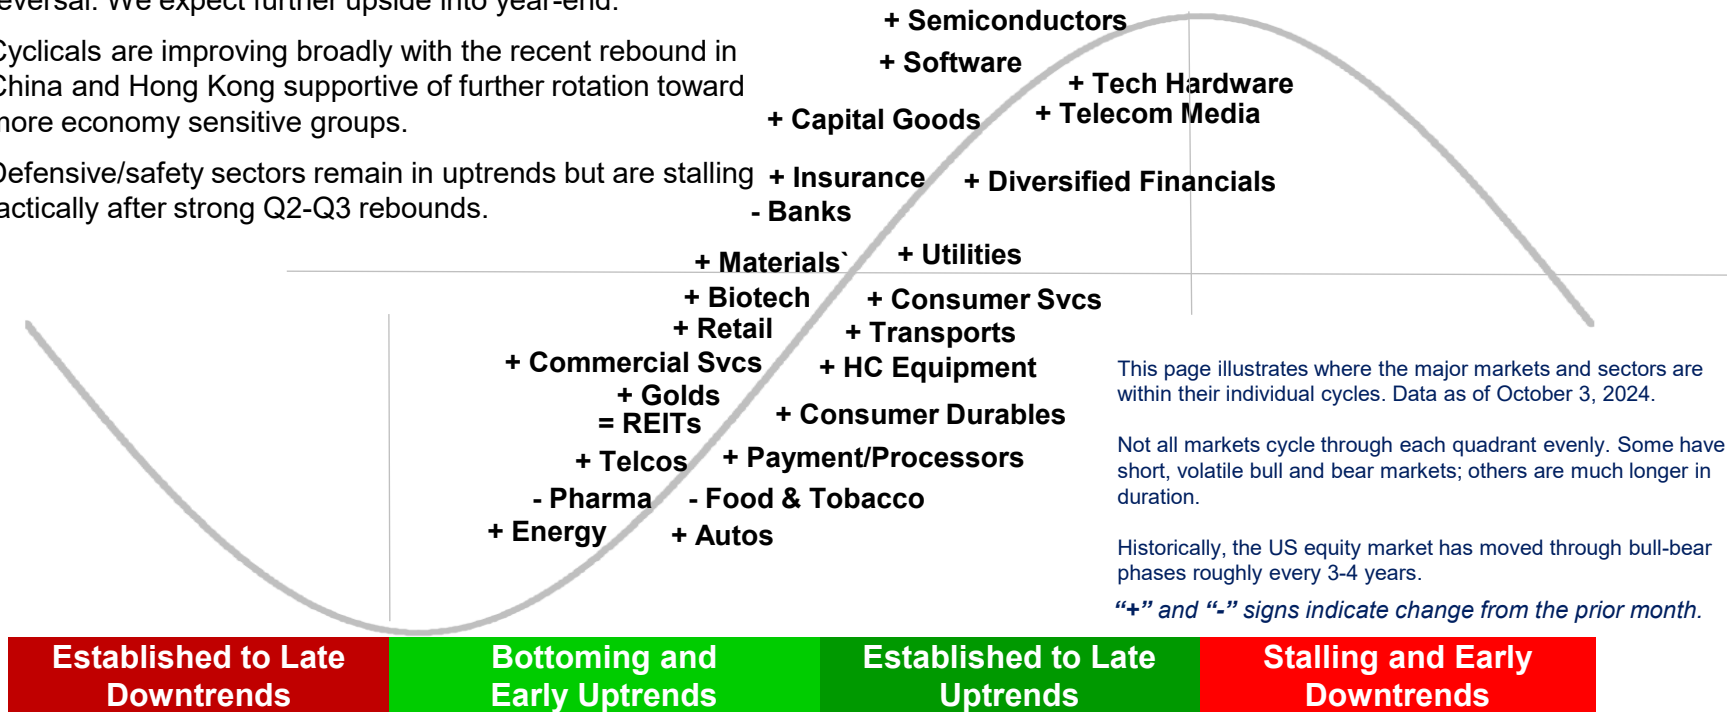 reversal. We expect further upside into year-end.
Cyclicals are improving broadly with the recent rebound in
China and Hong Kong supportive of further rotation toward
more economy sensitive groups.
Defensive/safety sectors remain in uptrends but are stalling
tactically after strong Q2-Q3 rebounds.
+ Semiconductors
+ Software
+ Tech Hardware
+ Telecom Media
+ Capital Goods
+ Insurance
+ Diversified Financials
- Banks
+ Utilities
+ Materials`
+ Biotech
+ Consumer Svcs
+ Retail
+ Transports
+ Commercial Svcs
+ HC Equipment
+ Golds
= REITs
+ Consumer Durables
+ Telcos
+ Payment/Processors
- Pharma
- Food & Tobacco
+ Energy
+ Autos
This page illustrates where the major markets and sectors are
within their individual cycles. Data as of October 3, 2024.
Not all markets cycle through each quadrant evenly. Some have
short, volatile bull and bear markets; others are much longer in
duration.
Historically, the US equity market has moved through bull-bear
phases roughly every 3-4 years.
“+” and “-” signs indicate change from the prior month.
Established to Late
Downtrends
Bottoming and
Early Uptrends
Established to Late
Uptrends
Stalling and Early
Downtrends